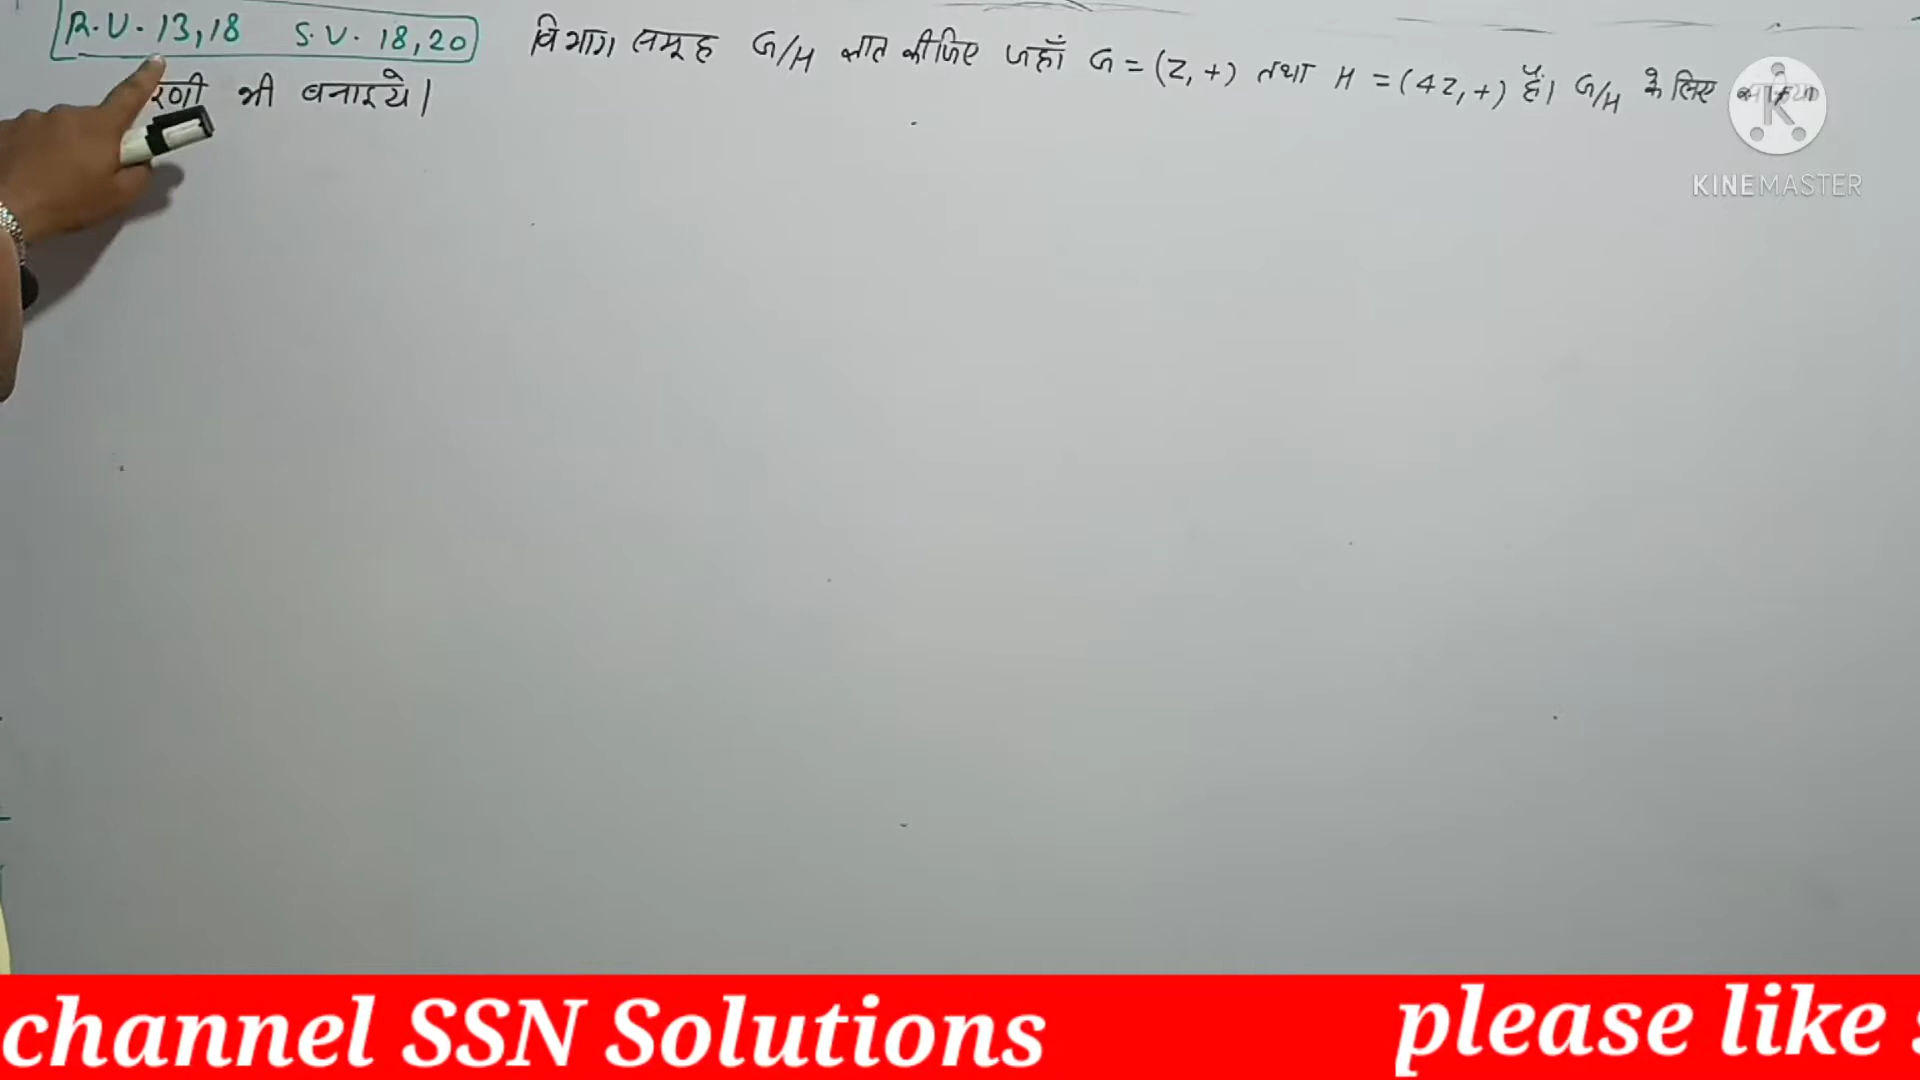 R.U. 13,18 S.U. 18,20 विभाग समूह G/H ज्ञात कीजिए जहाँ G = (Z,+) तथा H = (4Z,+) हैं। G/H के लिए
रणी भी बनाइये।
KINEMASTER
channel SSN Solutions please like